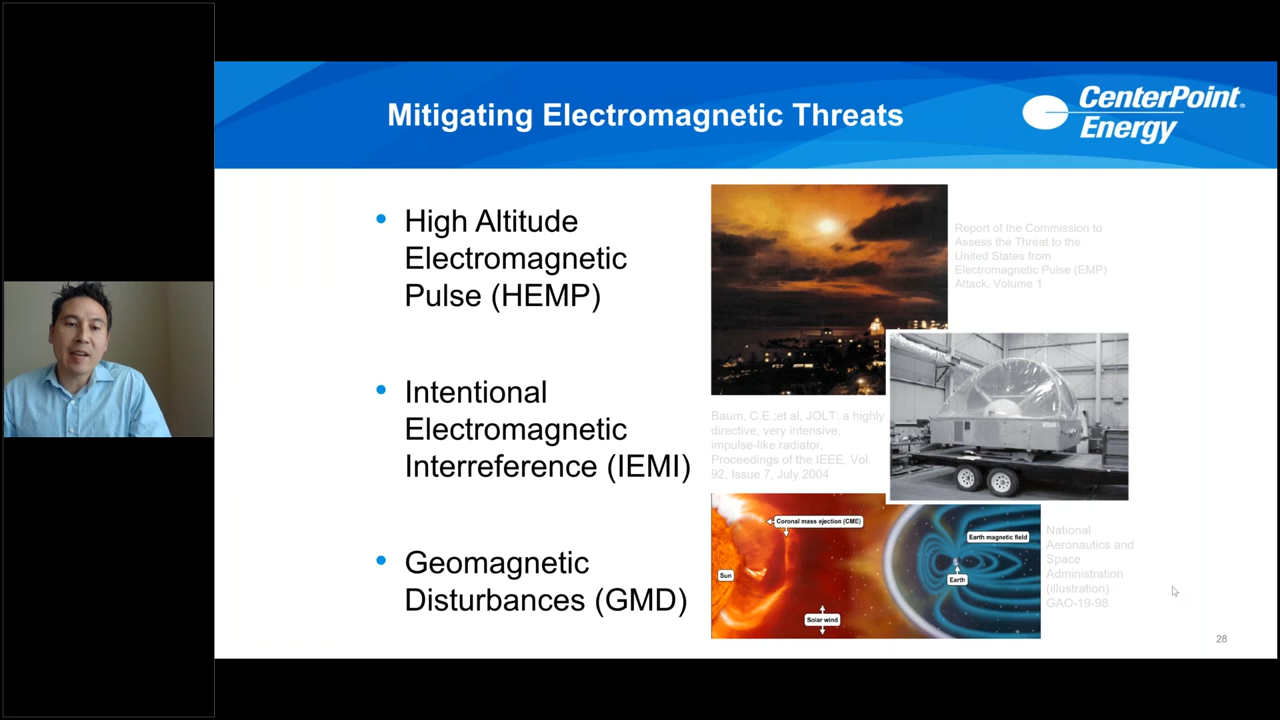 Mitigating Electromagnetic Threats
CenterPoint®
Energy
• High Altitude
Electromagnetic
Pulse (HEMP)
• Intentional
Electromagnetic
Interreference (IEMI)
• Geomagnetic
Disturbances (GMD)
Report of the Commission to
Assess the Threat to the
United States from
Electromagnetic Pulse (EMP)
Attack, Volume 1
Baum, C.E.;et al, JOLT: a highly
directive, very intensive,
impulse-like radiator,
Proceedings of the IEEE, Vol.
92, Issue 7, July 2004
Coronal mass ejection (CME)
Earth magnetic field
Sun
Earth
Solar wind
National
Aeronautics and
Space
Administration
(illustration)
GAO-19-98
28